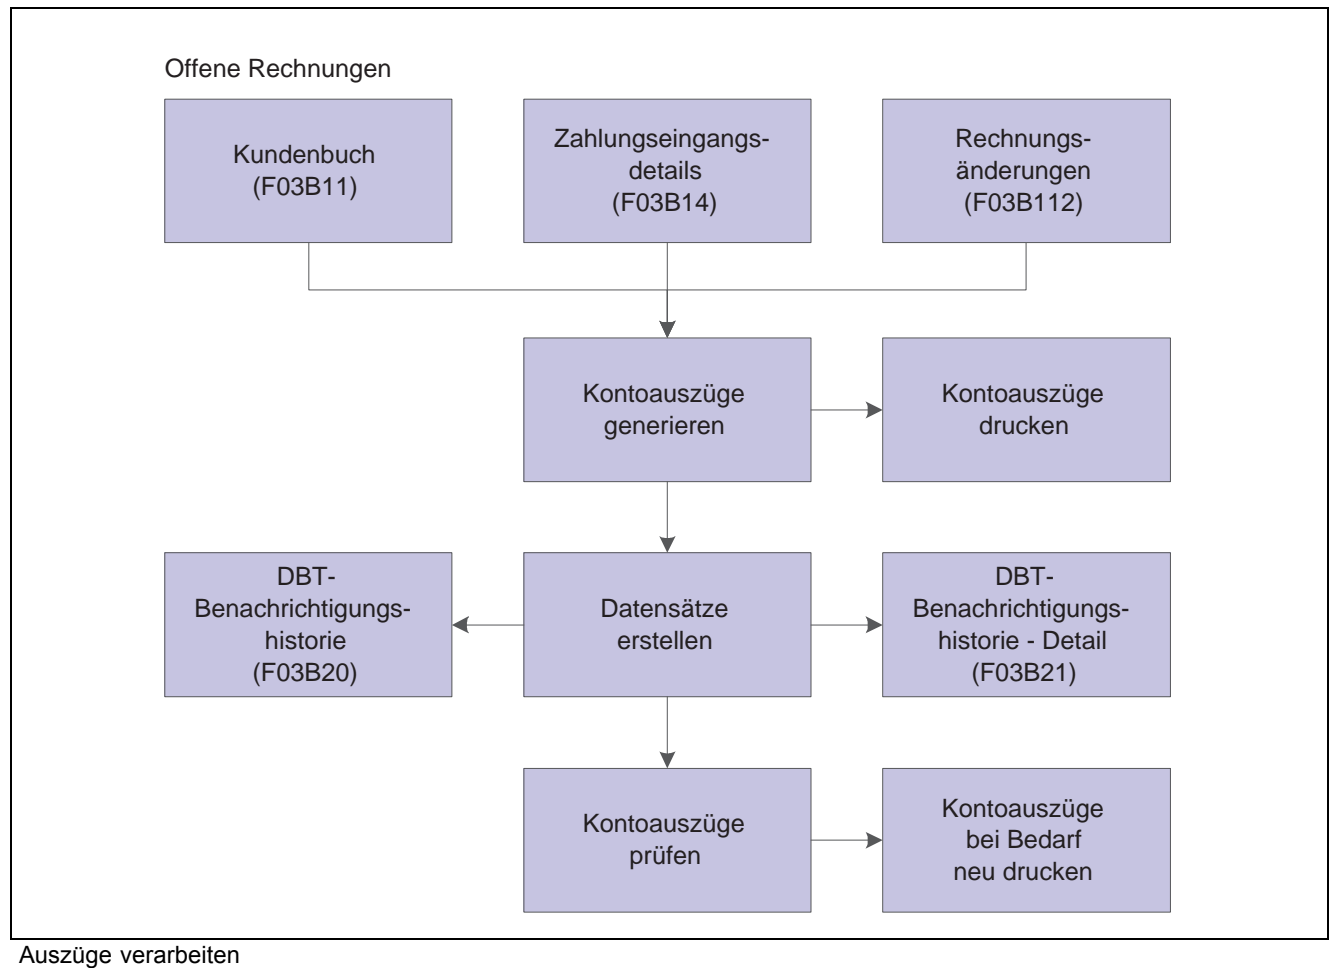 Offene Rechnungen
Kundenbuch
(F03B11)
Zahlungseingangs-
details
(F03B14)
Rechnungs-
änderungen
(F03B112)
Kontoauszüge
generieren
Kontoauszüge
drucken
DBT-
Benachrichtigungs-
historie
(F03B20)
Datensätze
erstellen
DBT-
Benachrichtigungs-
historie - Detail
(F03B21)
Kontoauszüge
prüfen
Kontoauszüge
bei Bedarf
neu drucken
Auszüge verarbeiten